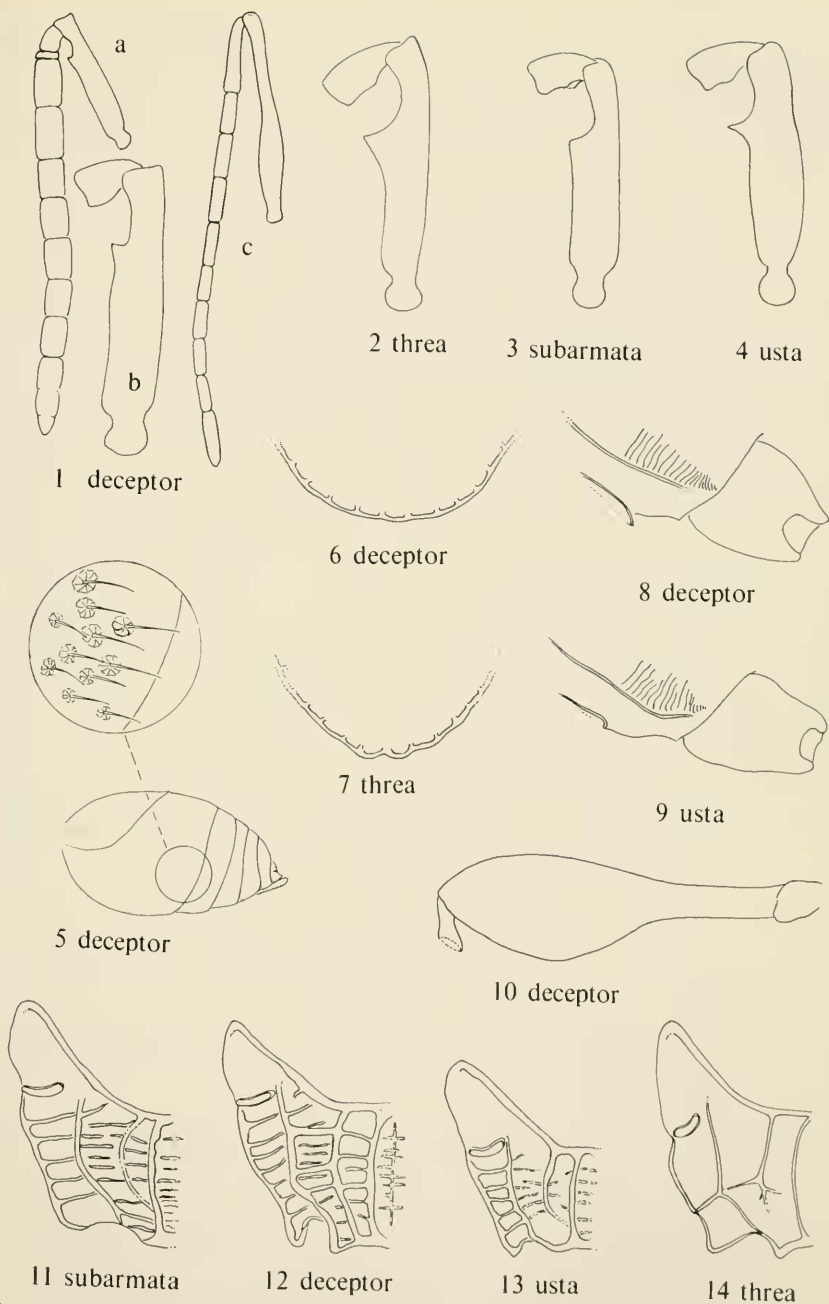 a
b
c
1 deceptor
2 threa
3 subarmata
4 usta
5 deceptor
6 deceptor
7 threa
8 deceptor
9 usta
10 deceptor
11 subarmata
12 deceptor
13 usta
14 threa